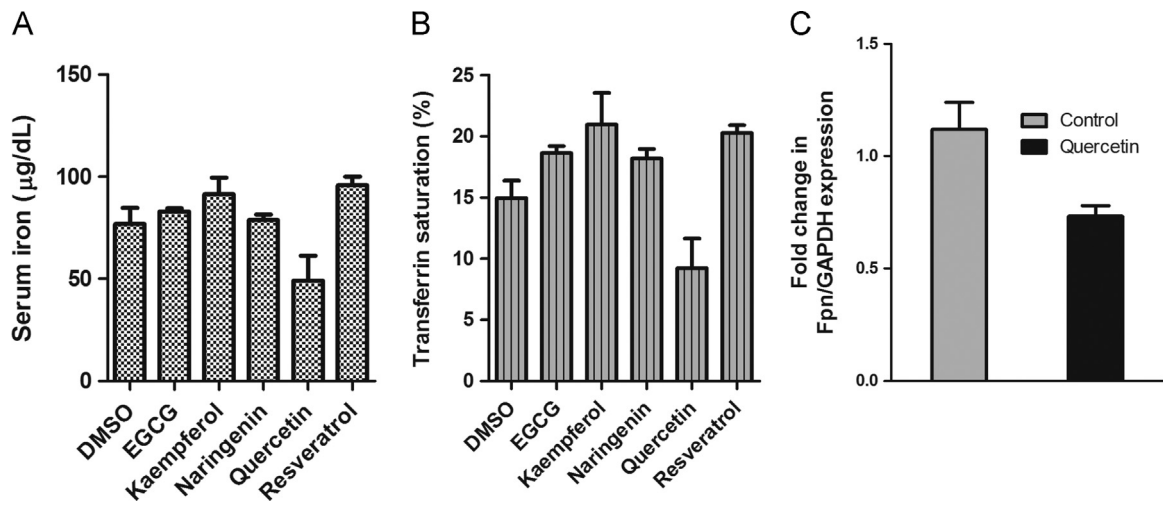 A
Serum iron (μg/dL)
150
100
50
0
DMSO
EGCG
Kaempferol
Naringenin
Quercetin
Resveratrol
B
Transferrin saturation (%)
25
20
15
10
5
0
DMSO
EGCG
Kaempferol
Naringenin
Quercetin
Resveratrol
C
Fold change in
Fpn/GAPDH expression
1.5
1.0
0.5
0.0
Control
Quercetin